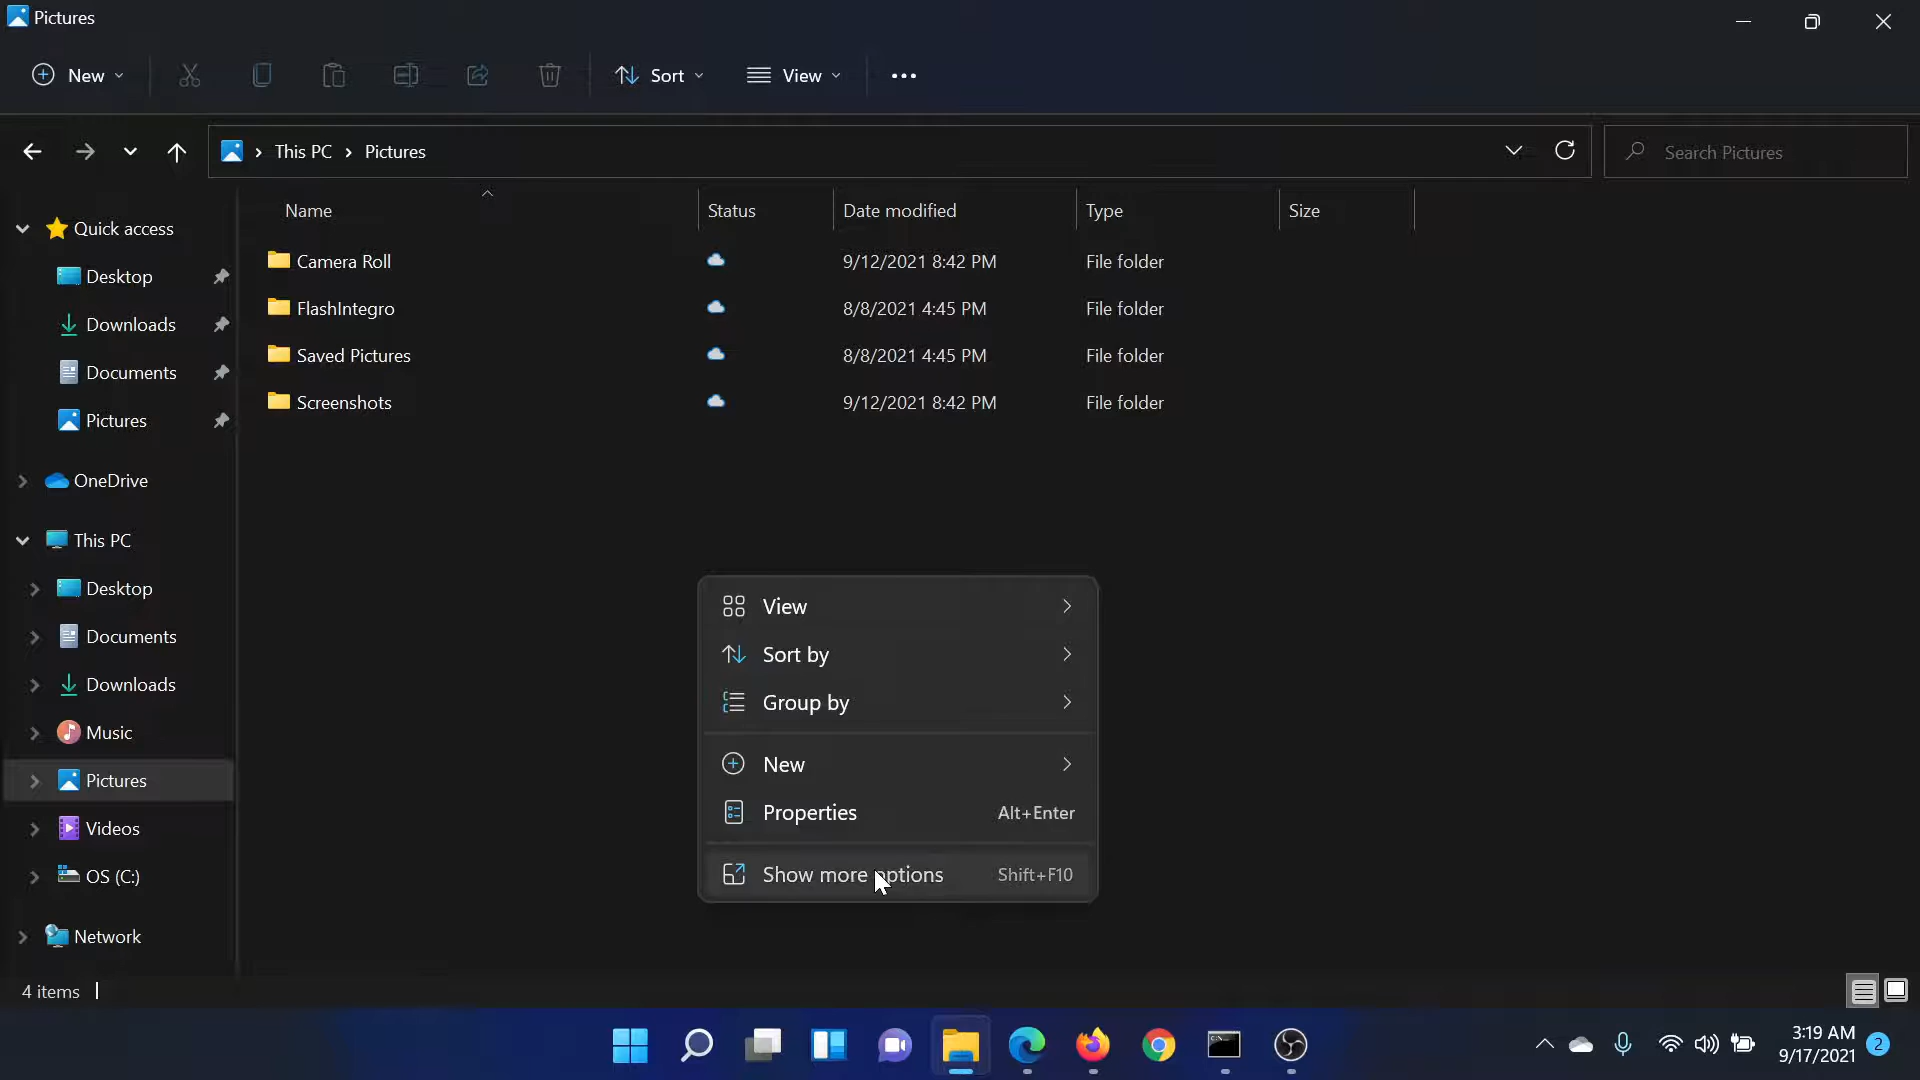 Pictures
New
Sort
View
This PC
Pictures
Search Pictures
Name
Status
Date modified
Type
Size
Camera Roll
9/12/2021 8:42 PM
File folder
FlashIntegro
8/8/2021 4:45 PM
File folder
Saved Pictures
8/8/2021 4:45 PM
File folder
Screenshots
9/12/2021 8:42 PM
File folder
Quick access
Desktop
Downloads
Documents
Pictures
OneDrive
This PC
Desktop
Documents
Downloads
Music
Pictures
Videos
OS (C:)
Network
View
Sort by
Group by
New
Properties Alt+Enter
Show more options Shift+F10
4 items
3:19 AM
9/17/2021
2